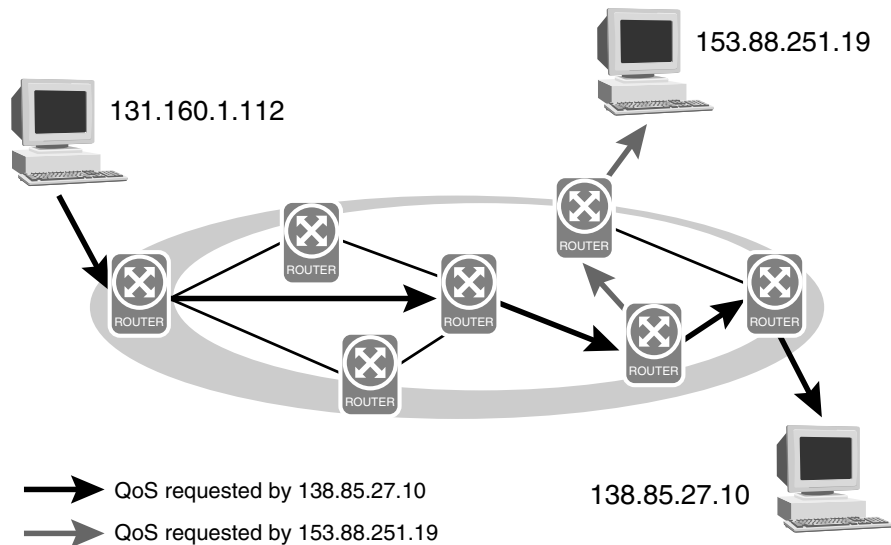 153.88.251.19
131.160.1.112
ROUTER
ROUTER
ROUTER
ROUTER
ROUTER
ROUTER
ROUTER
QoS requested by 138.85.27.10
138.85.27.10
QoS requested by 153.88.251.19